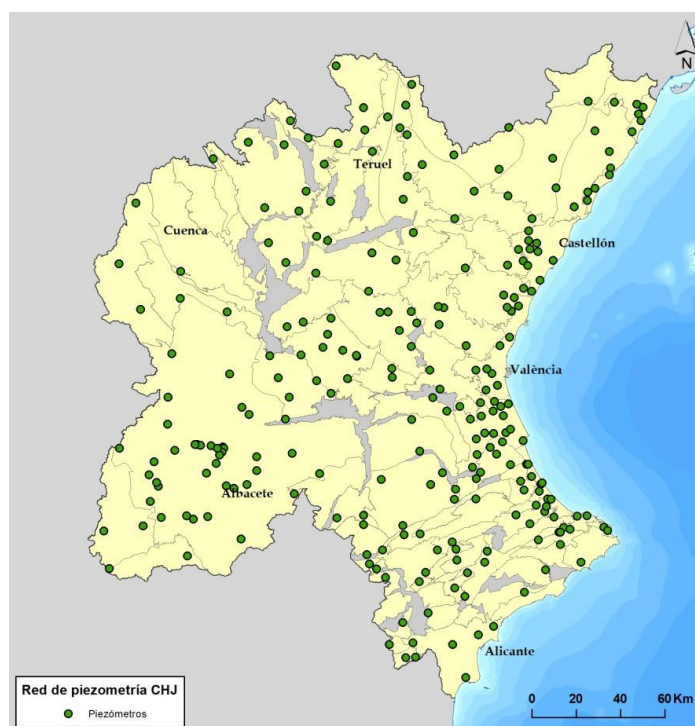 N
Teruel
Cuenca
Castellón
València
Albacete
Alicante
Red de piezometría CHJ
Piezómetros
0 20 40 60 Km